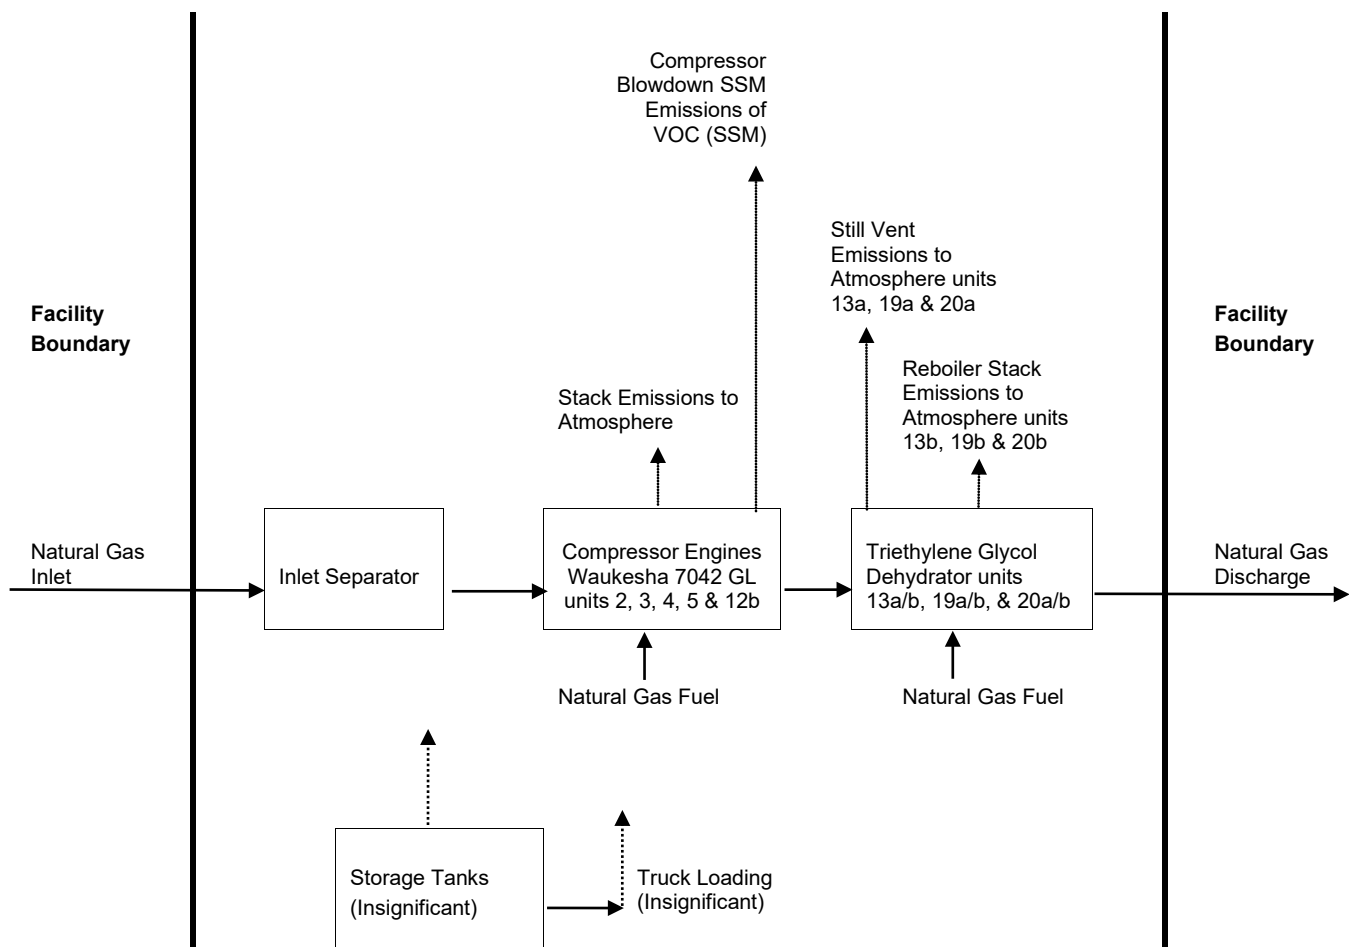 Compressor
Blowdown SSM
Emissions of
VOC (SSM)
Still Vent
Emissions to
Atmosphere units
13a, 19a & 20a
Facility
Boundary
Facility
Boundary
Reboiler Stack
Emissions to
Atmosphere units
13b, 19b & 20b
Stack Emissions to
Atmosphere
Natural Gas
Inlet
Inlet Separator
Compressor Engines
Waukesha 7042 GL
units 2, 3, 4, 5 & 12b
Triethylene Glycol
Dehydrator units
13a/b, 19a/b, & 20a/b
Natural Gas
Discharge
Natural Gas Fuel
Natural Gas Fuel
Storage Tanks
(Insignificant)
Truck Loading
(Insignificant)